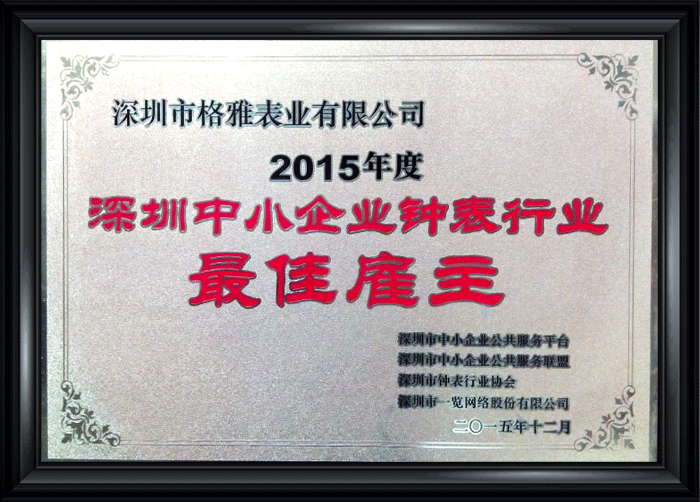 深圳市格雅表业有限公司
2015年度
深圳中小企业钟表行业
最佳雇主
深圳市中小企业公共服务平台
深圳市中小企业公共服务联盟
深圳市钟表行业协会
深圳市一览网络股份有限公司
二〇一五年十二月